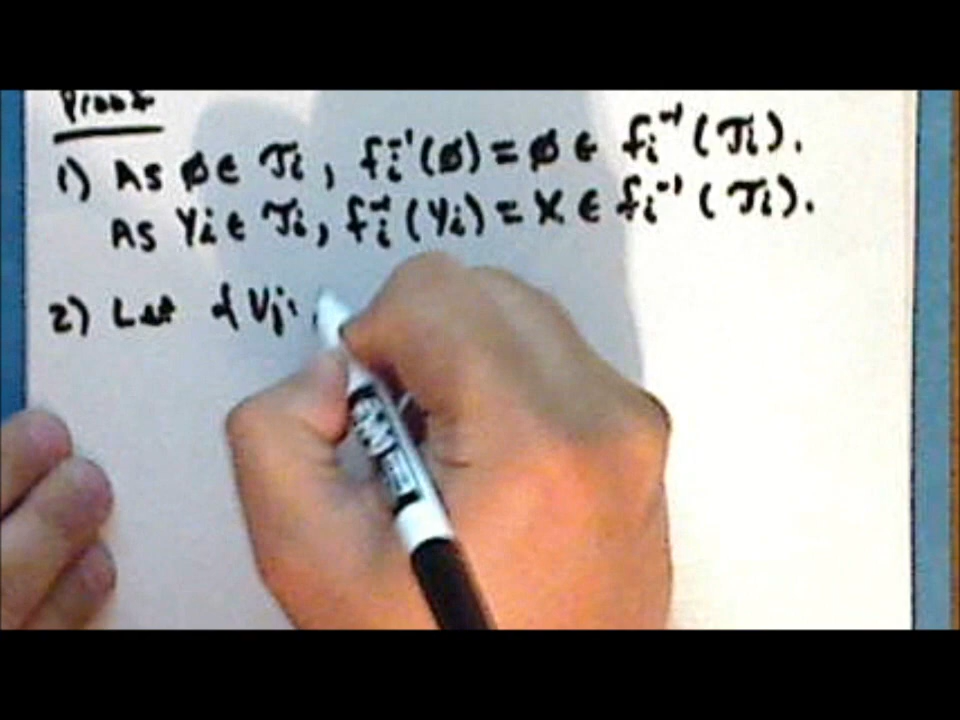 Proof
1) As ∅ ∈ 𝒯i, fi⁻¹(∅) = ∅ ∈ fi⁻¹(𝒯i).
As Yi ∈ 𝒯i, fi⁻¹(Yi) = X ∈ fi⁻¹(𝒯i).
2) Let {Vj